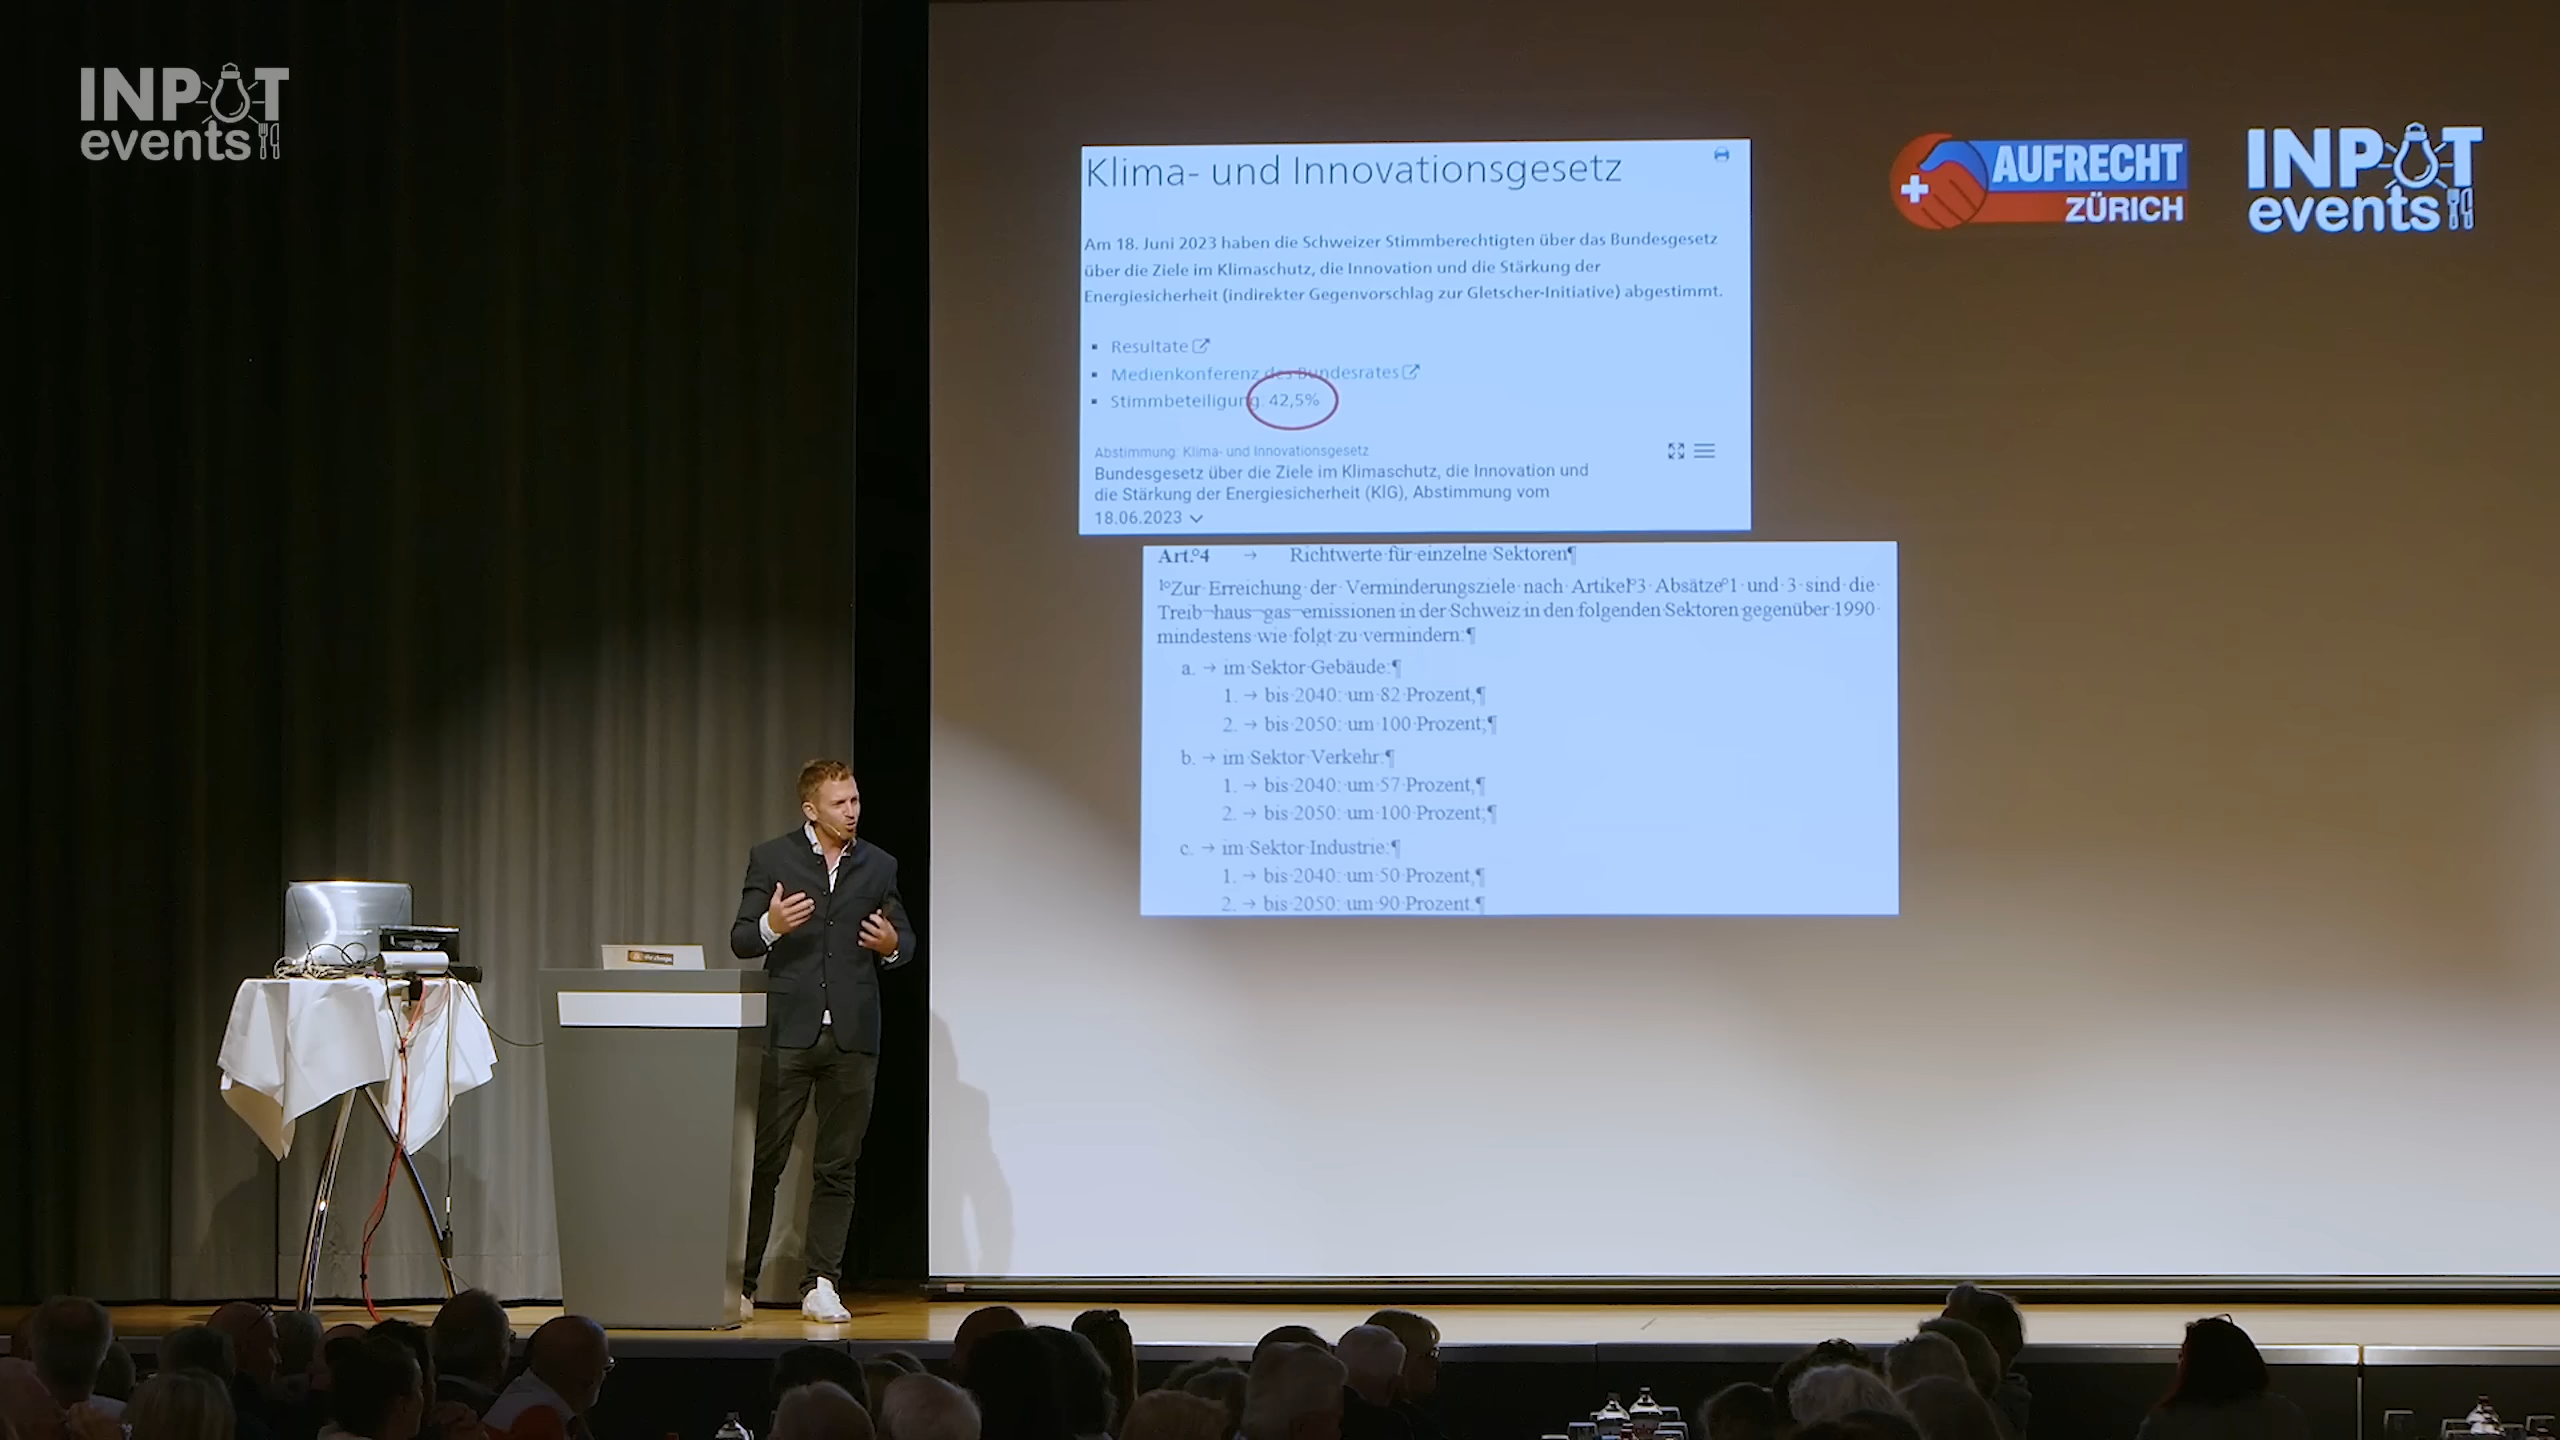 INPUT
events
AUFRECHT
ZÜRICH
INPUT
events
Klima- und Innovationsgesetz
Am 18. Juni 2023 haben die Schweizer Stimmberechtigten über das Bundesgesetz
über die Ziele im Klimaschutz, die Innovation und die Stärkung der
Energiesicherheit (indirekter Gegenvorschlag zur Gletscher-Initiative) abgestimmt.
▪ Resultate
▪ Medienkonferenz des Bundesrates
▪ Stimmbeteiligung: 42,5%
Abstimmung: Klima- und Innovationsgesetz
Bundesgesetz über die Ziele im Klimaschutz, die Innovation und
die Stärkung der Energiesicherheit (KlG), Abstimmung vom
18.06.2023
Art.°4 → Richtwerte·für·einzelne·Sektoren¶
1°Zur·Erreichung·der·Verminderungsziele·nach·Artikel°3·Absätze°1·und·3·sind·die·
Treib¬haus¬gas¬emissionen in der Schweiz in den folgenden Sektoren gegenüber 1990·
mindestens·wie·folgt·zu·vermindern:¶
a. → im·Sektor·Gebäude:¶
1. → bis·2040:·um·82·Prozent,¶
2. → bis·2050:·um·100·Prozent;¶
b. → im·Sektor·Verkehr:¶
1. → bis·2040:·um·57·Prozent,¶
2. → bis·2050:·um·100·Prozent;¶
c. → im·Sektor·Industrie:¶
1. → bis·2040:·um·50·Prozent,¶
2. → bis·2050:·um·90·Prozent.¶